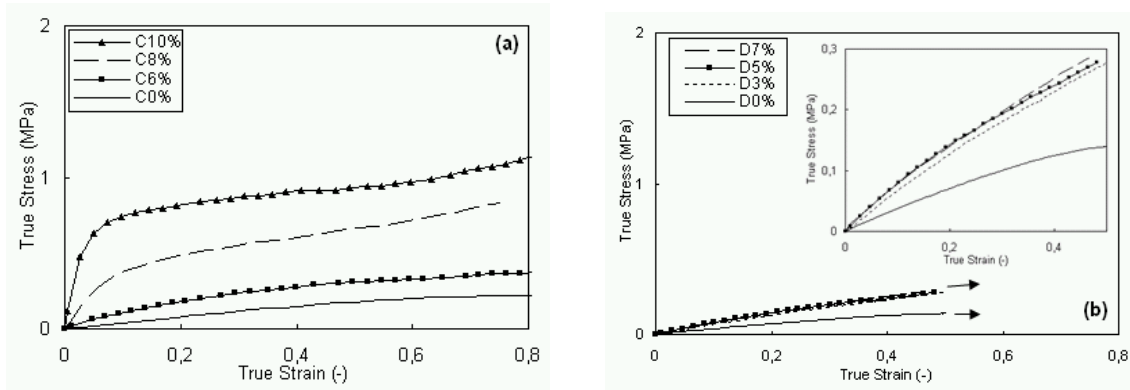 2
(a)
C10%
C8%
C6%
C0%
1
True Stress (MPa)
0
0 0,2 0,4 0,6 0,8
True Strain (-)
2
D7%
D5%
D3%
D0%
0,3
0,2
0,1
0
True Stress (MPa)
0 0,2 0,4
True Strain (-)
1
True Stress (MPa)
(b)
0
0 0,2 0,4 0,6 0,8
True Strain (-)